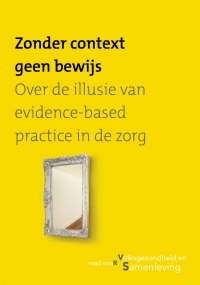 Zonder context
geen bewijs
Over de illusie van
evidence-based
practice in de zorg
raad voor
Volksgezondheid en
R
Samenleving